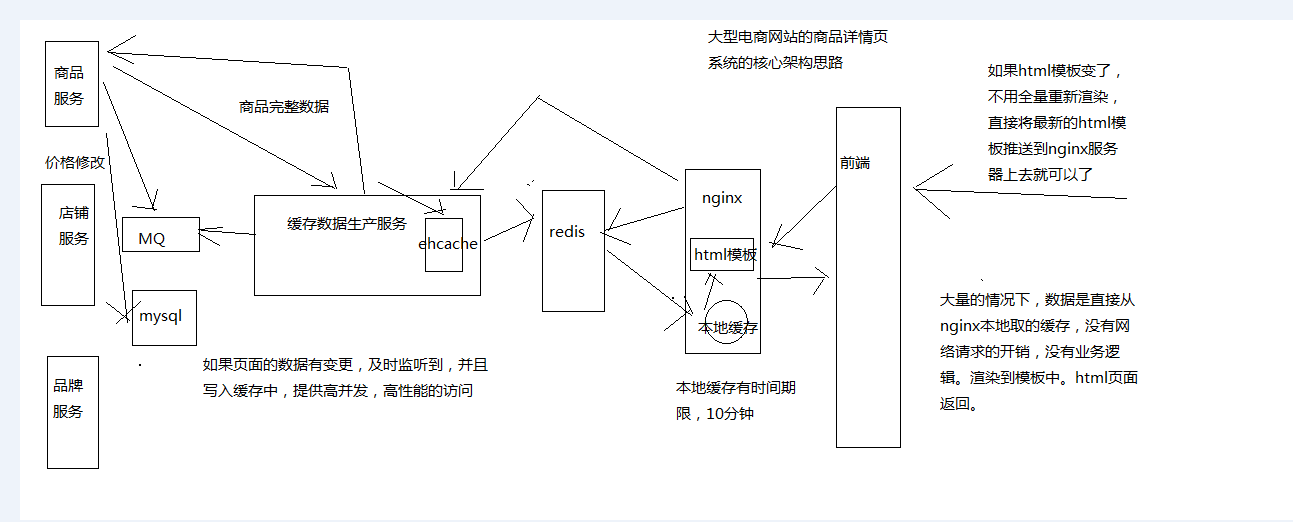 大型电商网站的商品详情页
系统的核心架构思路
商品
服务
商品完整数据
如果html模板变了，
不用全量重新渲染，
直接将最新的html模
板推送到nginx服务
器上去就可以了
价格修改
前端
店铺
服务
MQ
缓存数据生产服务
ehcache
redis
nginx
html模板
本地缓存
mysql
大量的情况下，数据是直接从
nginx本地取的缓存，没有网
络请求的开销，没有业务逻
辑。渲染到模板中。html页面
返回。
如果页面的数据有变更，及时监听到，并且
写入缓存中，提供高并发，高性能的访问
本地缓存有时间期
限，10分钟
品牌
服务